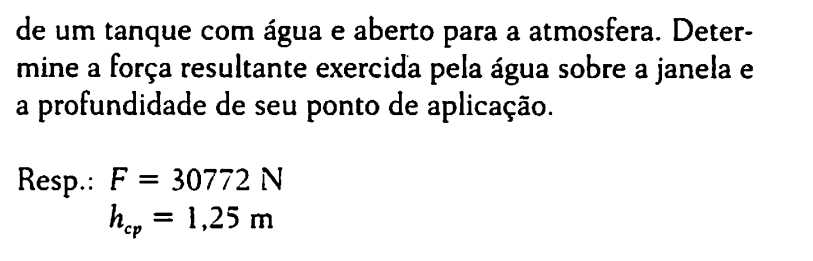 de um tanque com água e aberto para a atmosfera. Deter-
mine a força resultante exercida pela água sobre a janela e
a profundidade de seu ponto de aplicação.
Resp.: F = 30772 N
h_cp = 1,25 m